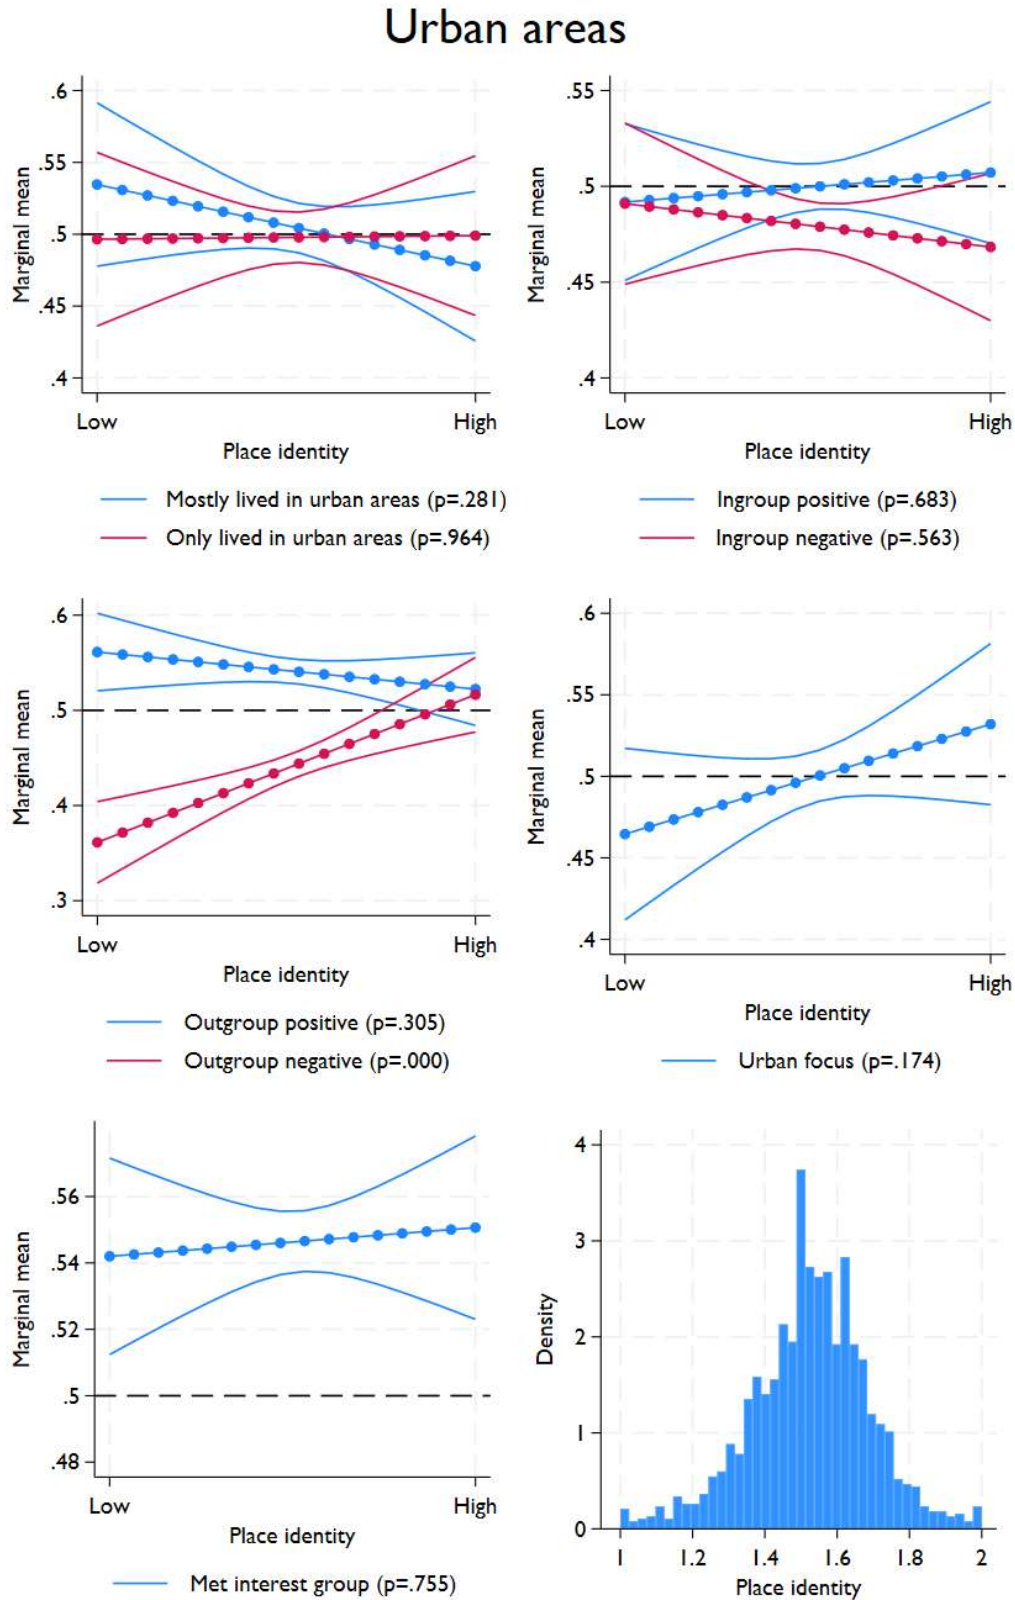 Urban areas
.6
.55
.5
.45
.4
Marginal mean
Low
High
Place identity
Mostly lived in urban areas (p=.281)
Only lived in urban areas (p=.964)
.55
.5
.45
.4
Marginal mean
Low
High
Place identity
Ingroup positive (p=.683)
Ingroup negative (p=.563)
.6
.5
.4
.3
Marginal mean
Low
High
Place identity
Outgroup positive (p=.305)
Outgroup negative (p=.000)
.6
.55
.5
.45
.4
Marginal mean
Low
High
Place identity
Urban focus (p=.174)
.56
.54
.52
.5
.48
Marginal mean
Low
High
Place identity
Met interest group (p=.755)
4
3
2
1
0
Density
1 1.2 1.4 1.6 1.8 2
Place identity